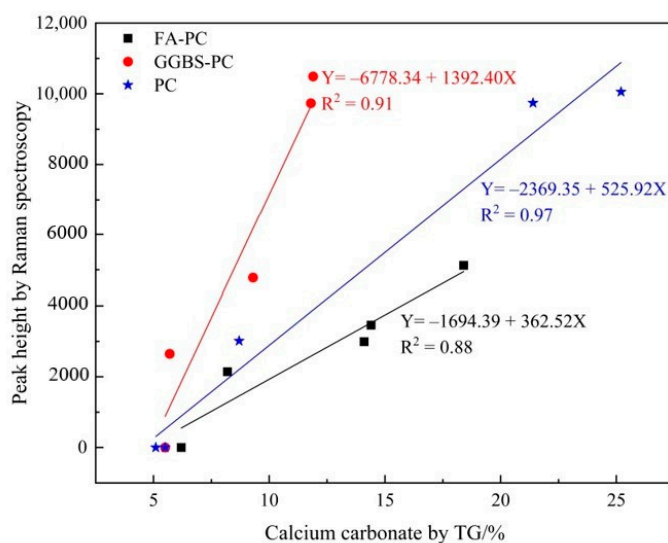 12,000
10,000
8000
6000
4000
2000
0
Peak height by Raman spectroscopy
FA-PC
GGBS-PC
PC
Y= –6778.34 + 1392.40X
R² = 0.91
Y= –2369.35 + 525.92X
R² = 0.97
Y= –1694.39 + 362.52X
R² = 0.88
5
10
15
20
25
Calcium carbonate by TG/%